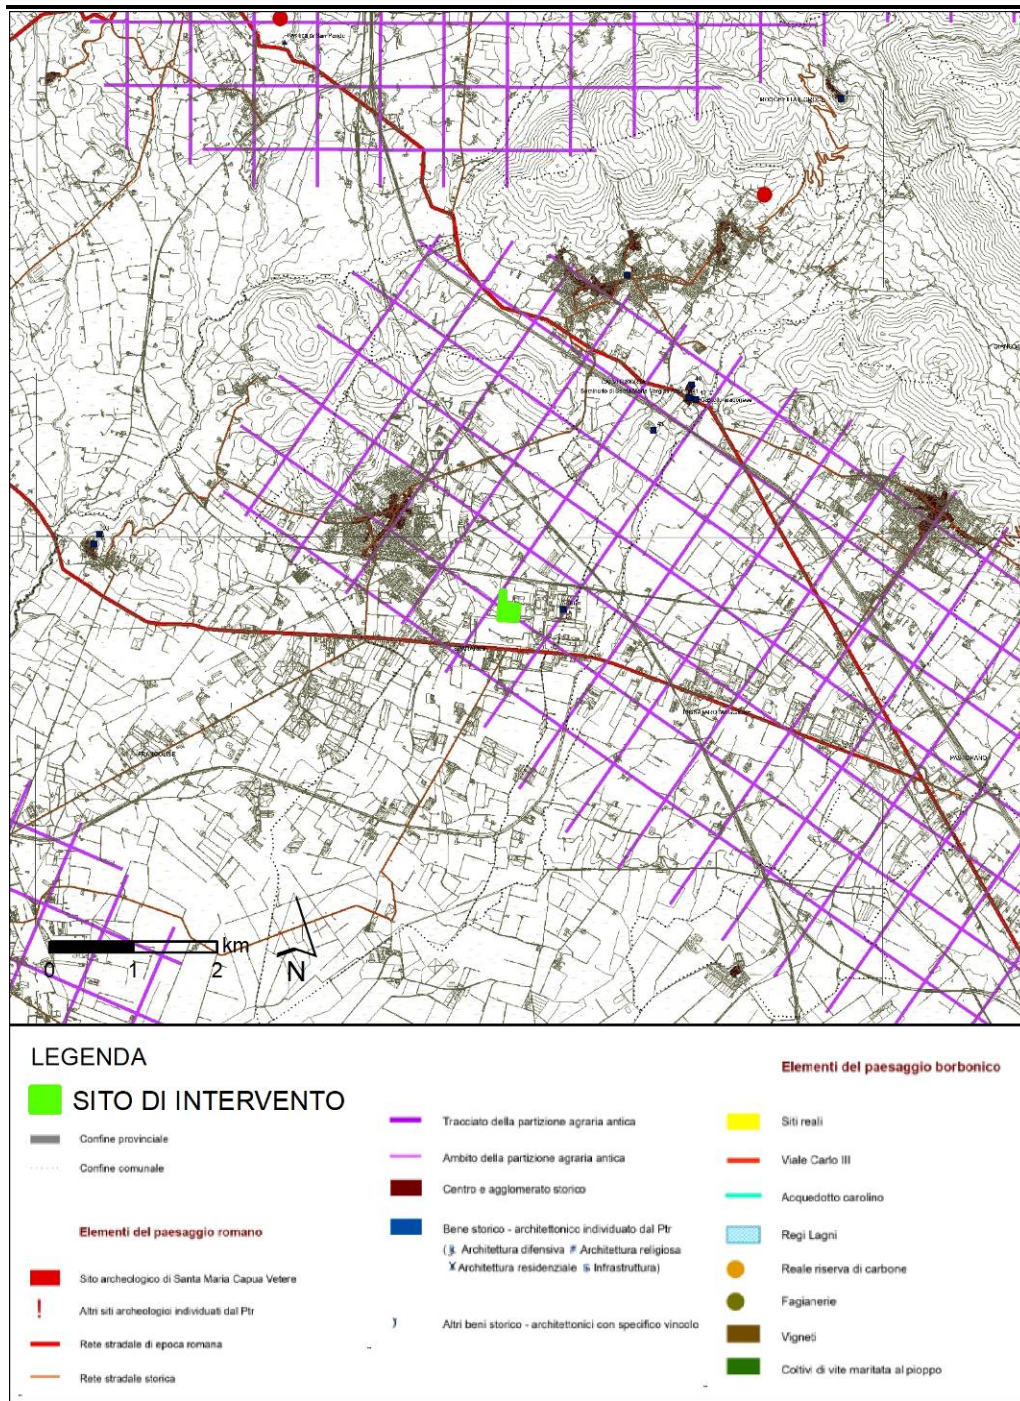 km
0 1 2
N
LEGENDA
SITO DI INTERVENTO
Confine provinciale
Confine comunale
Elementi del paesaggio romano
Sito archeologico di Santa Maria Capua Vetere
Altri siti archeologici individuati dal Ptr
Rete stradale di epoca romana
Rete stradale storica
Tracciato della partizione agraria antica
Ambito della partizione agraria antica
Centro e agglomerato storico
Bene storico - architettonico individuato dal Ptr
Architettura difensiva Architettura religiosa
Architettura residenziale Infrastruttura)
Altri beni storico - architettonici con specifico vincolo
Elementi del paesaggio borbonico
Siti reali
Viale Carlo III
Acquedotto carolino
Regi Lagni
Reale riserva di carbone
Fagianerie
Vigneti
Coltivi di vite maritata al pioppo